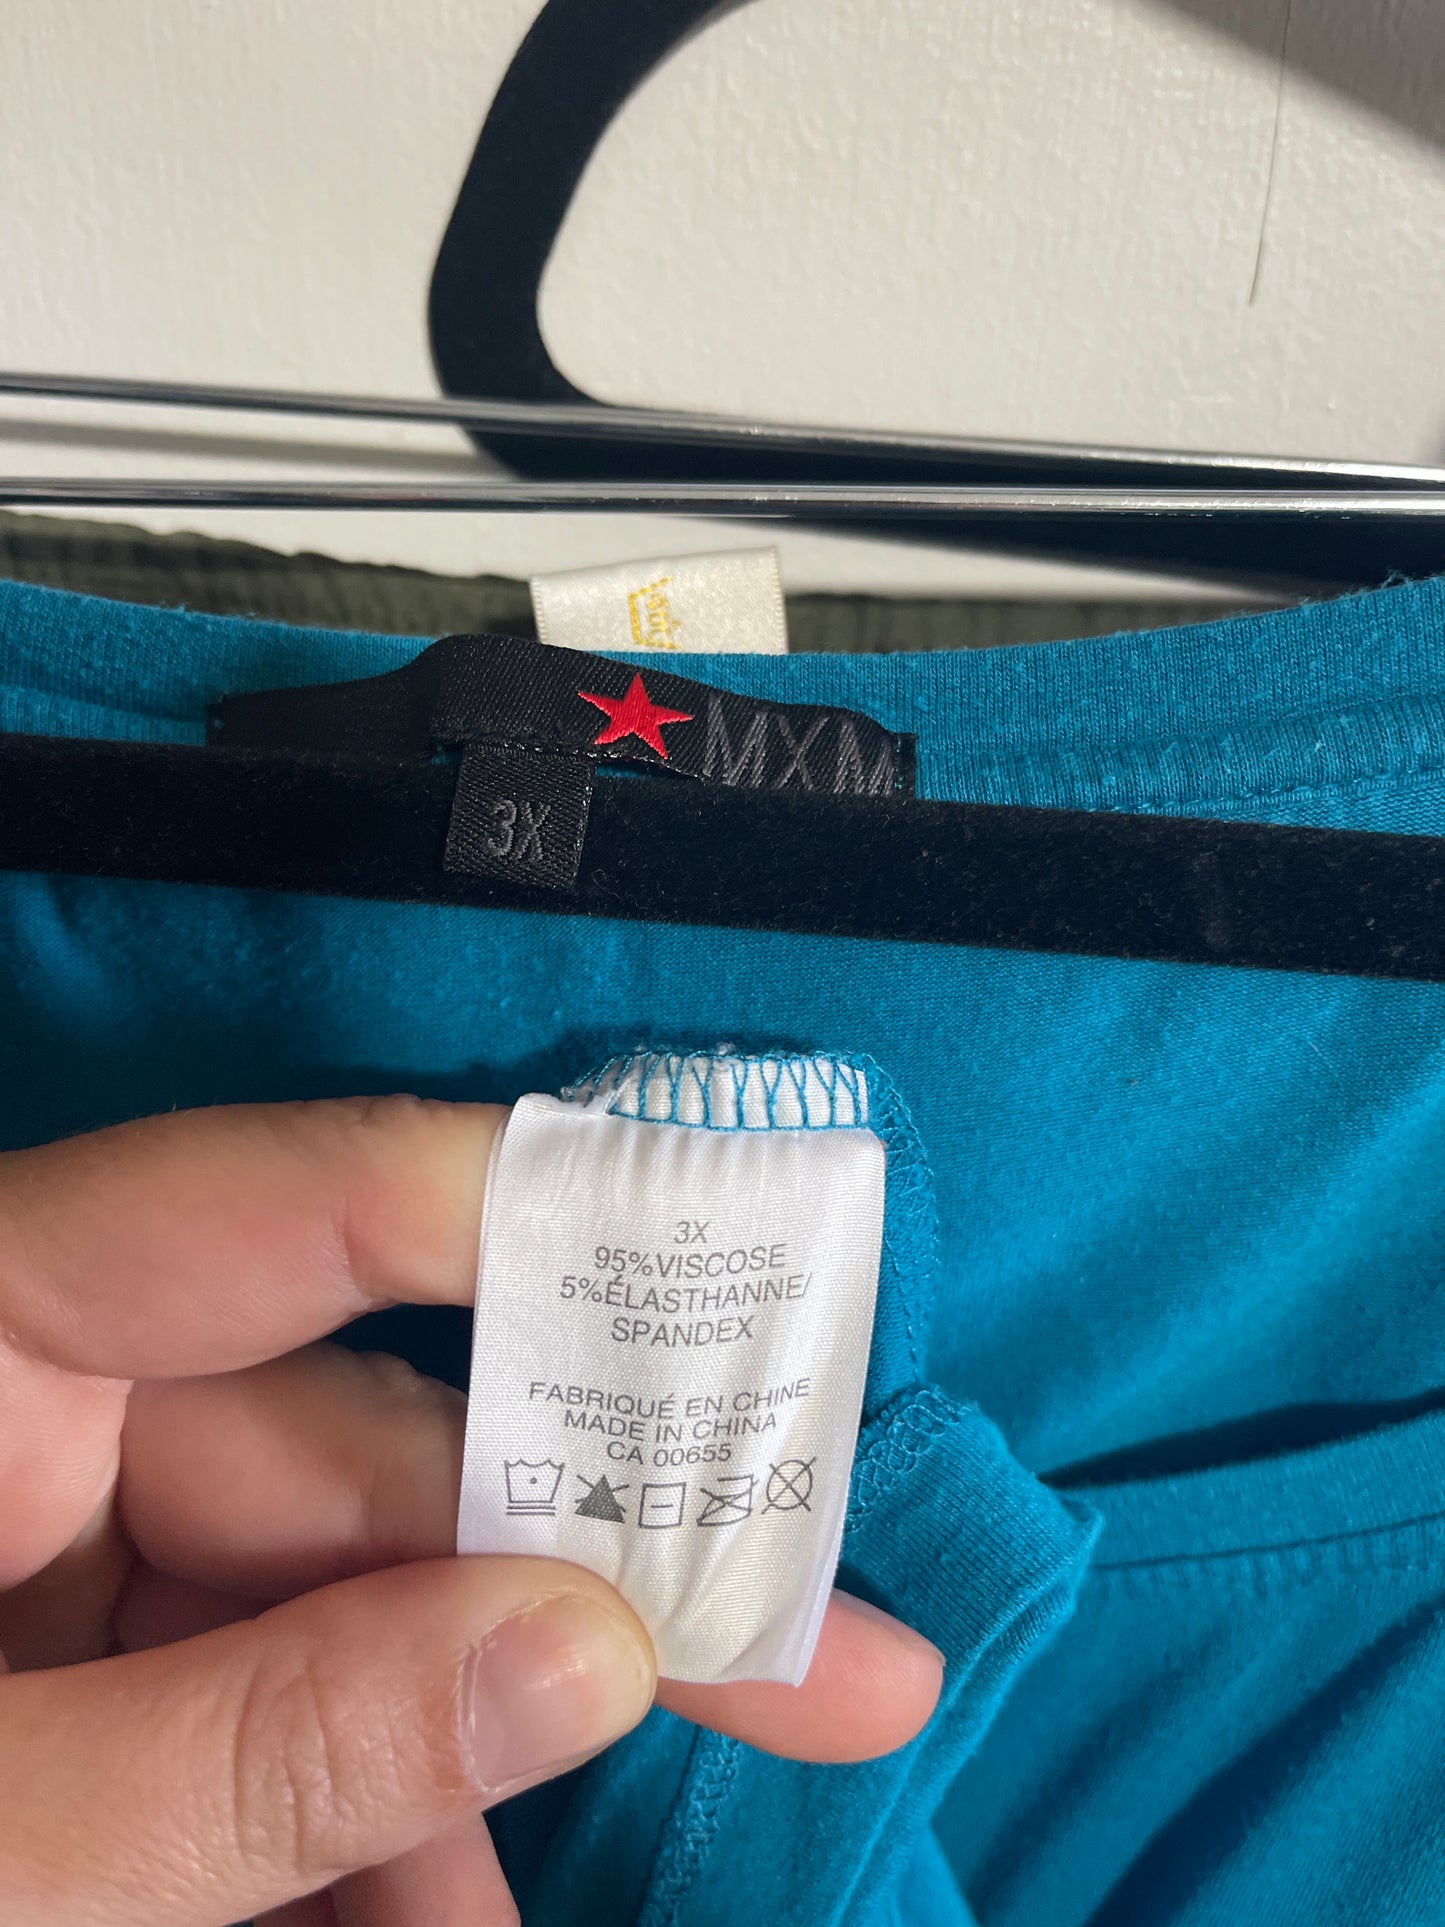 MXM
3X
3X
95%VISCOSE
5%ÉLASTHANNE/
SPANDEX
FABRIQUÉ EN CHINE
MADE IN CHINA
CA 00655